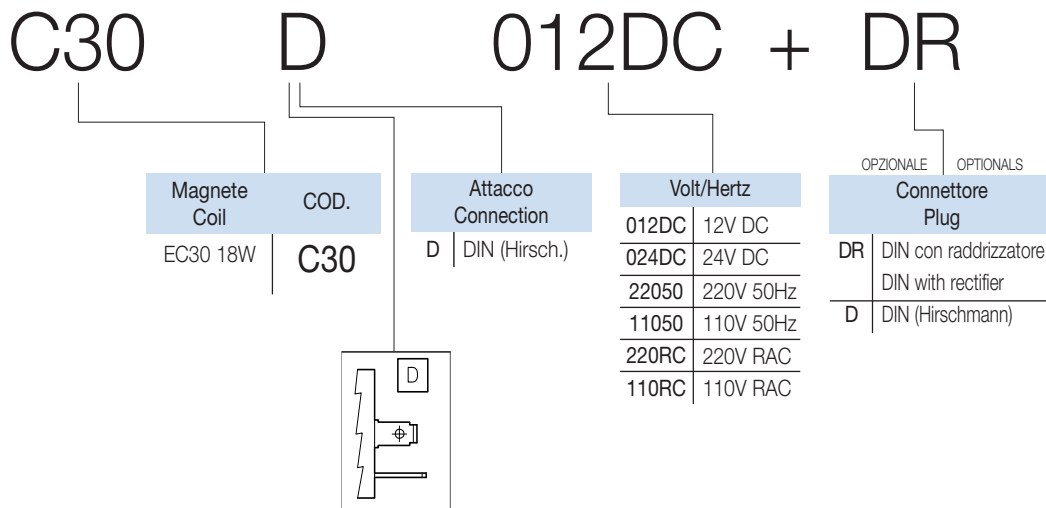 C30 D 012DC + DR
OPZIONALE OPTIONALS
Magnete
Coil
COD.
EC30 18W C30
Attacco
Connection
D DIN (Hirsch.)
D
Volt/Hertz
012DC 12V DC
024DC 24V DC
22050 220V 50Hz
11050 110V 50Hz
220RC 220V RAC
110RC 110V RAC
Connettore
Plug
DR DIN con raddrizzatore
DIN with rectifier
D DIN (Hirschmann)